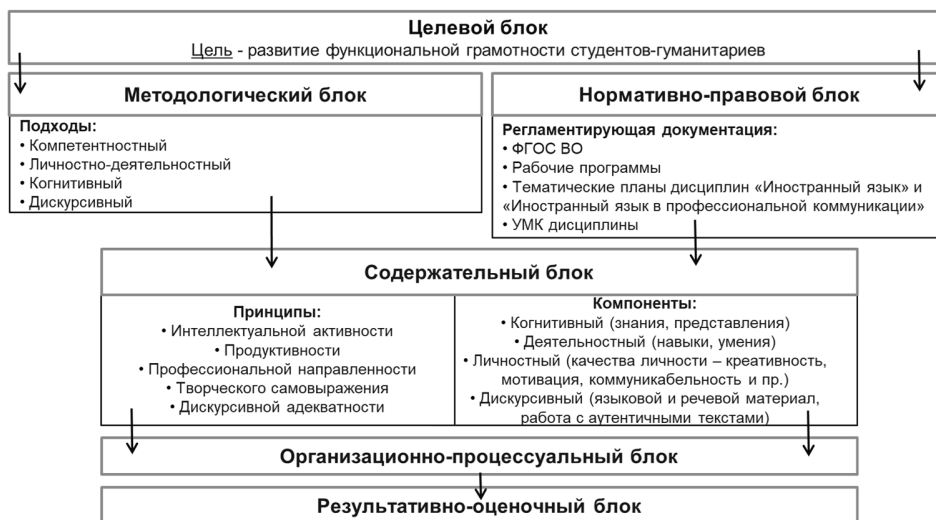 Целевой блок
Цель - развитие функциональной грамотности студентов-гуманитариев
Методологический блок
Подходы:
• Компетентностный
• Личностно-деятельностный
• Когнитивный
• Дискурсивный
Нормативно-правовой блок
Регламентирующая документация:
• ФГОС ВО
• Рабочие программы
• Тематические планы дисциплин «Иностранный язык» и
«Иностранный язык в профессиональной коммуникации»
• УМК дисциплины
Содержательный блок
Принципы:
• Интеллектуальной активности
• Продуктивности
• Профессиональной направленности
• Творческого самовыражения
• Дискурсивной адекватности
Компоненты:
• Когнитивный (знания, представления)
• Деятельностный (навыки, умения)
• Личностный (качества личности – креативность,
мотивация, коммуникабельность и пр.)
• Дискурсивный (языковой и речевой материал,
работа с аутентичными текстами)
Организационно-процессуальный блок
Результативно-оценочный блок